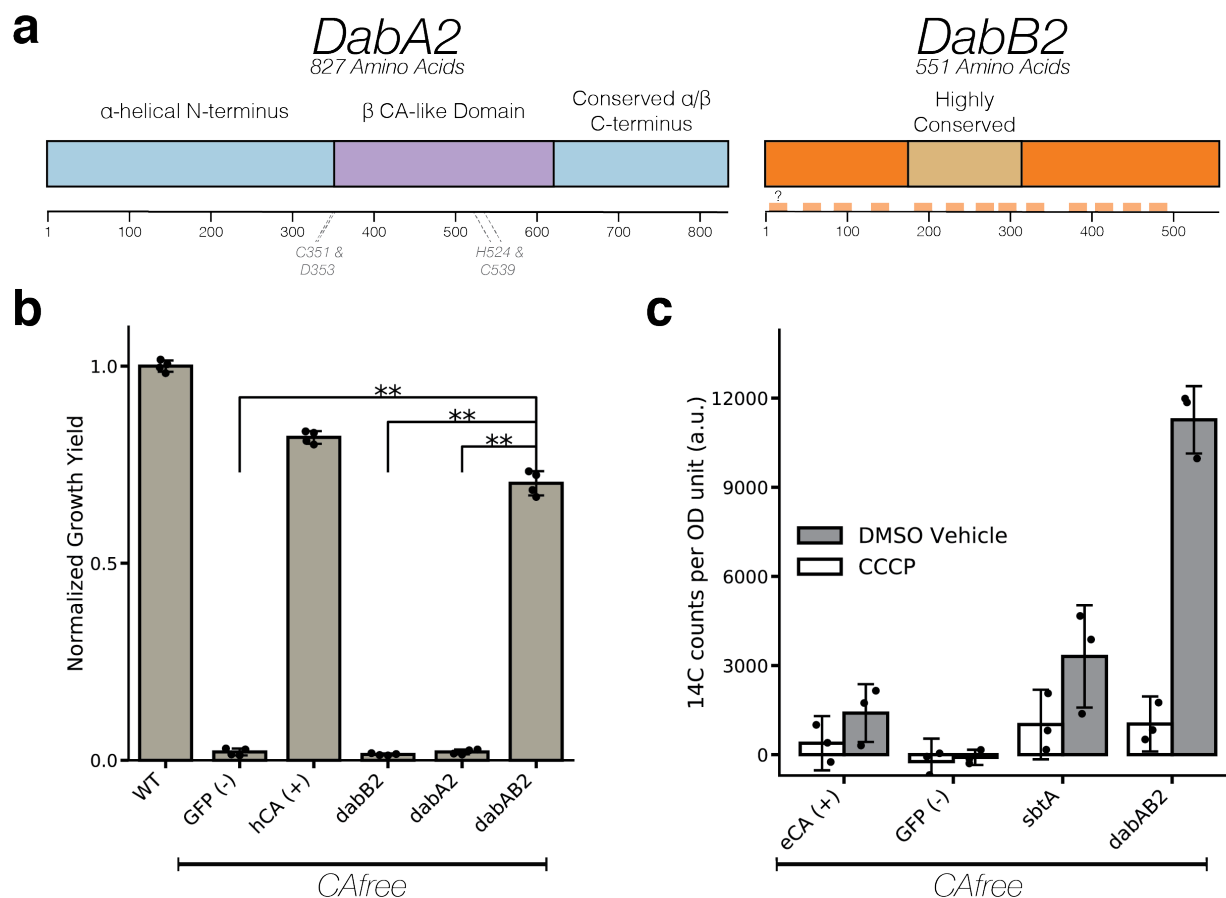 a
DabA2
827 Amino Acids
α-helical N-terminus
β CA-like Domain
Conserved α/β
C-terminus
1 100 200 300 400 500 600 700 800
C351 &
D353
H524 &
C539
DabB2
551 Amino Acids
Highly
Conserved
?
1 100 200 300 400 500
b
Normalized Growth Yield
1.0
0.5
0.0
**
**
**
WT
GFP (-)
hCA (+)
dabB2
dabA2
dabAB2
CAfree
c
14C counts per OD unit (a.u.)
12000
9000
6000
3000
0
DMSO Vehicle
CCCP
eCA (+)
GFP (-)
sbtA
dabAB2
CAfree